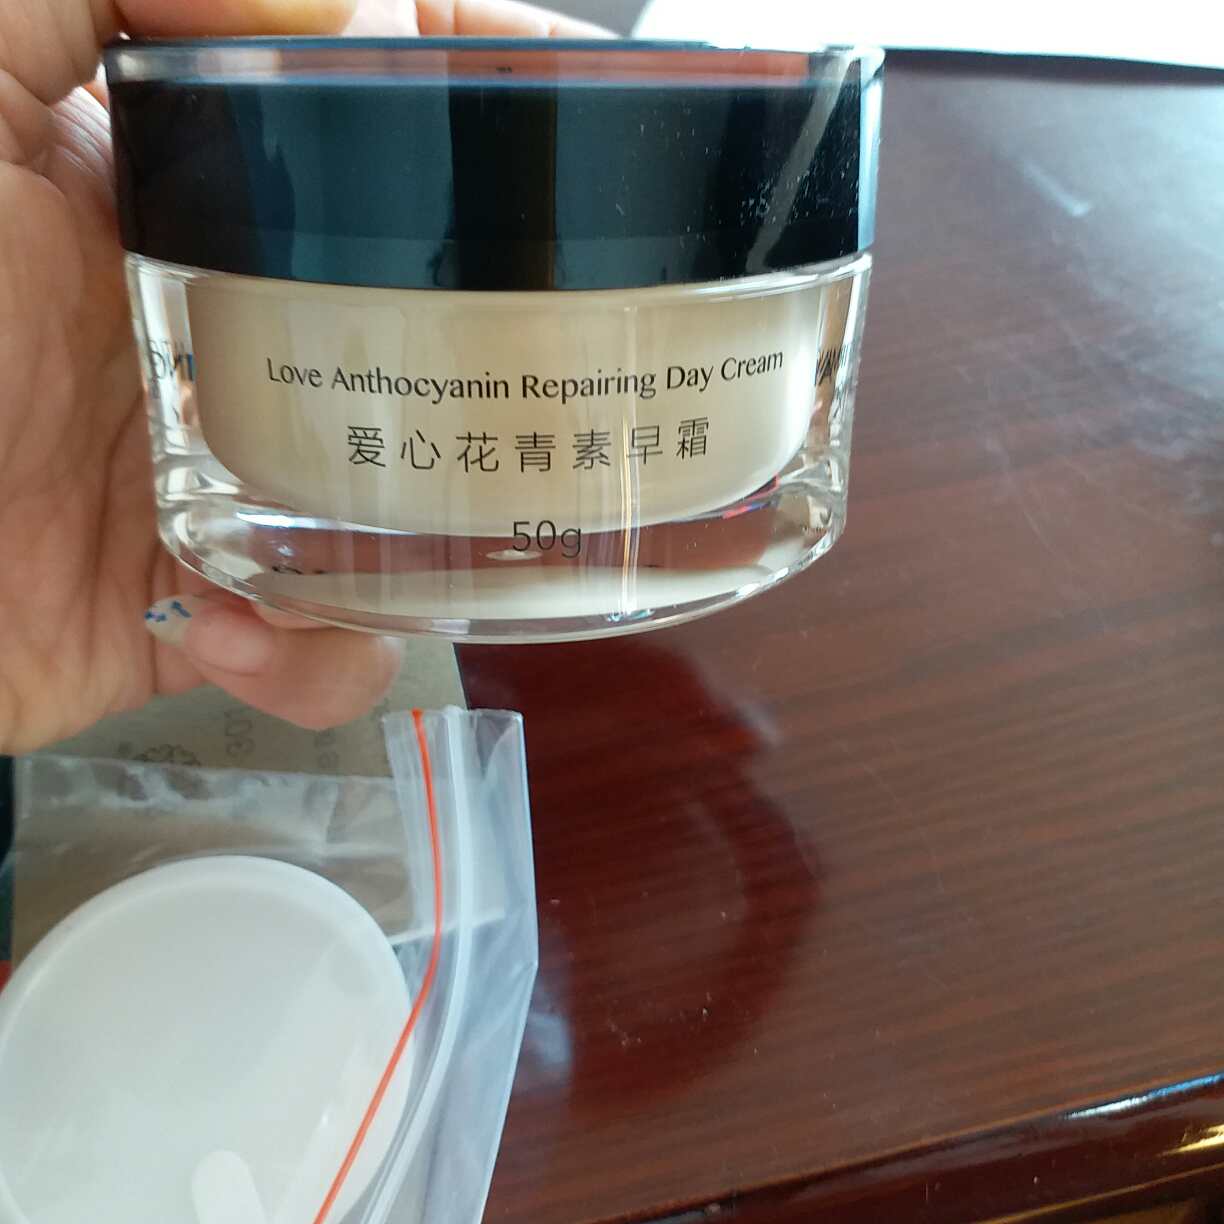 Love Anthocyanin Repairing Day Cream
爱心花青素早霜
50g